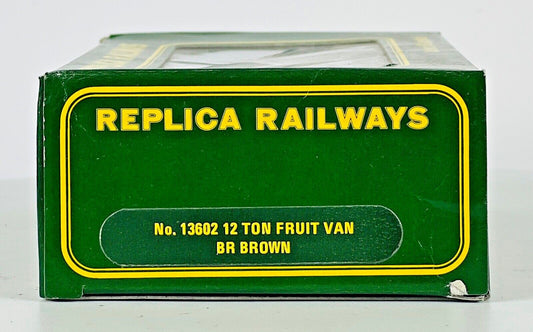 REPLICA RAILWAYS
No. 13602 12 TON FRUIT VAN
BR BROWN